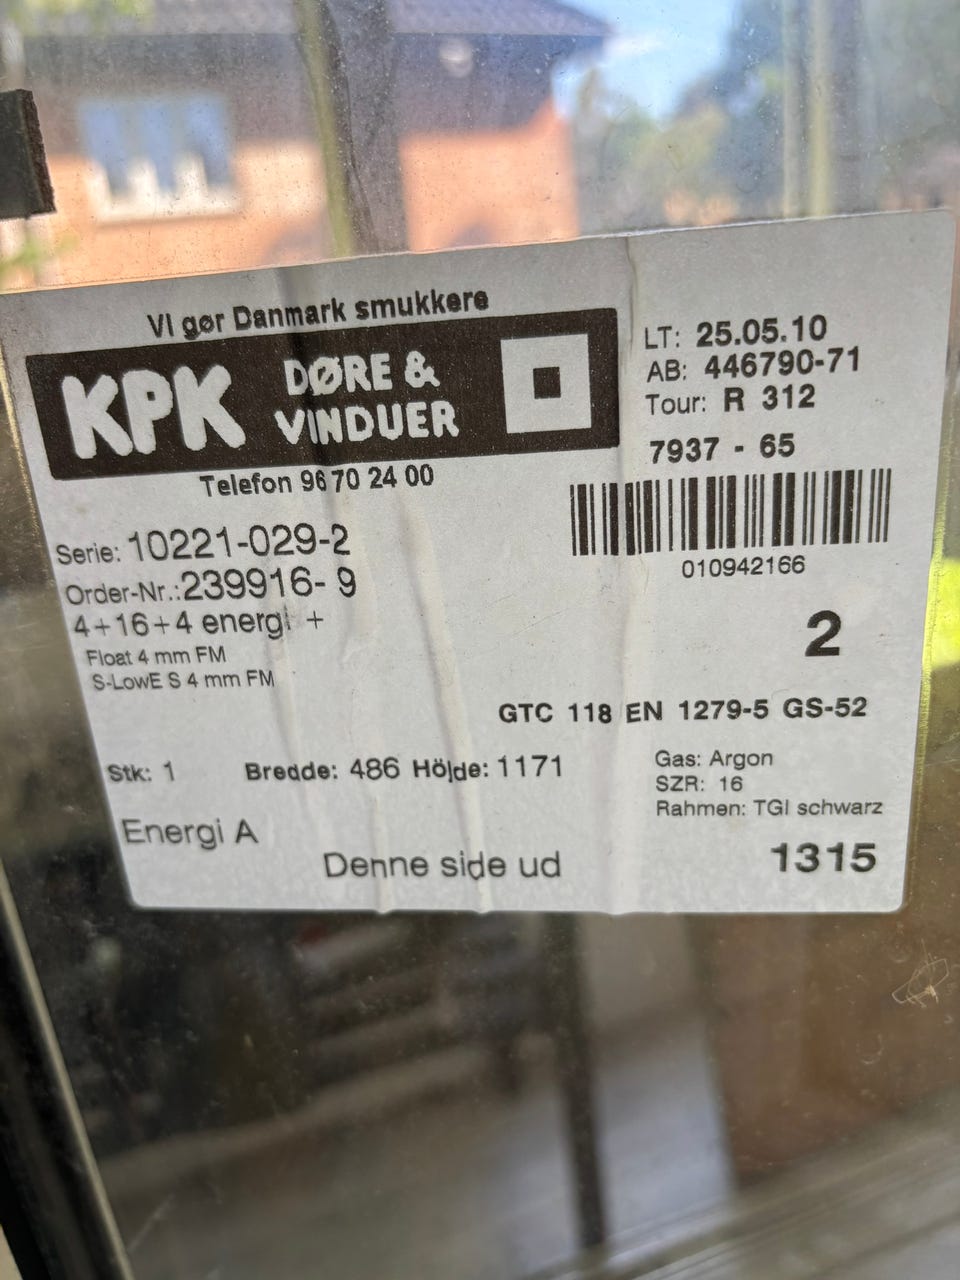 Vi gør Danmark smukkere
KPK DØRE & VINDUER
Telefon 96 70 24 00
LT: 25.05.10
AB: 446790-71
Tour: R 312
7937 - 65
010942166
Serie: 10221-029-2
Order-Nr.:239916- 9
4+16+4 energi +
Float 4 mm FM
S-LowE S 4 mm FM
2
GTC 118 EN 1279-5 GS-52
Stk: 1 Bredde: 486 Höjde: 1171
Gas: Argon
SZR: 16
Rahmen: TGI schwarz
Energi A
Denne side ud
1315